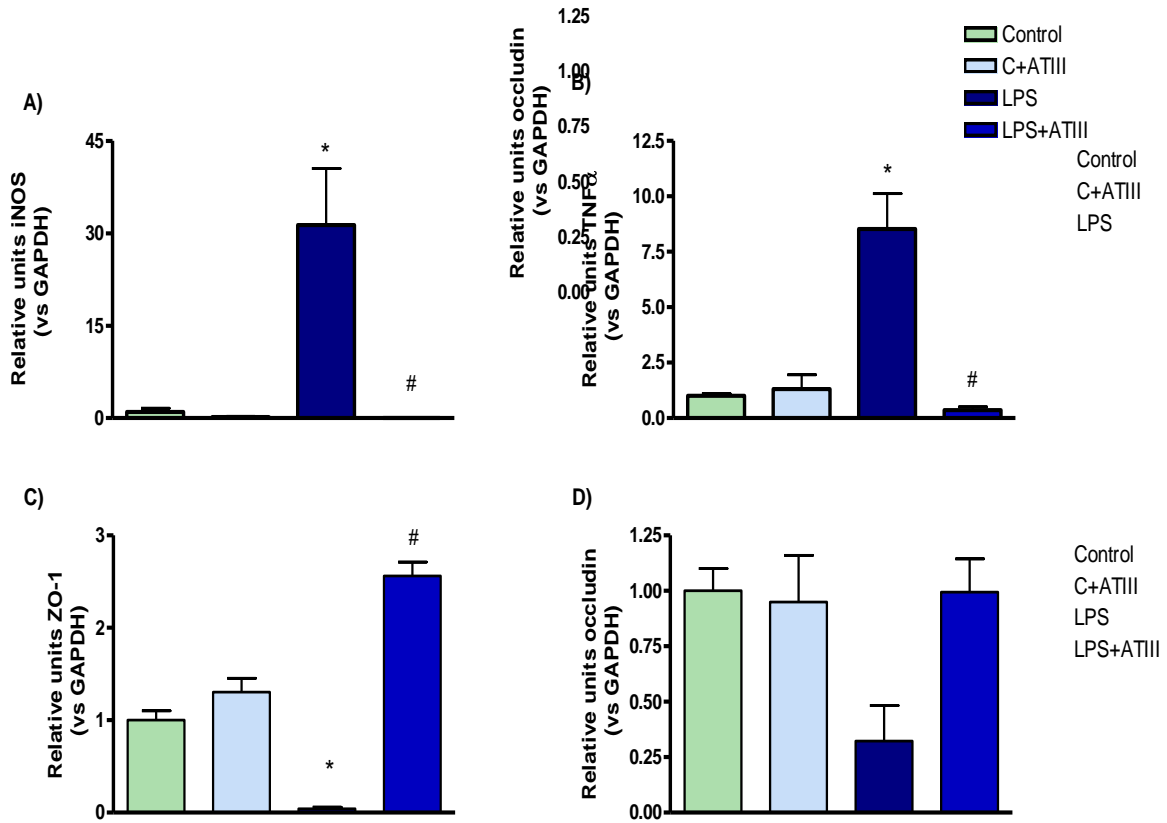 1.25
1.00
0.75
0.50
0.25
0.00
Relative units occludin
(vs GAPDH)
Control
C+ATIII
LPS
LPS+ATIII
Control
C+ATIII
LPS
A)
45
30
15
0
Relative units iNOS
(vs GAPDH)
*
#
B)
12.5
10.0
7.5
5.0
2.5
0.0
Relative units TNFα
(vs GAPDH)
*
#
C)
3
2
1
0
Relative units ZO-1
(vs GAPDH)
*
#
D)
1.25
1.00
0.75
0.50
0.25
0.00
Relative units occludin
(vs GAPDH)
Control
C+ATIII
LPS
LPS+ATIII